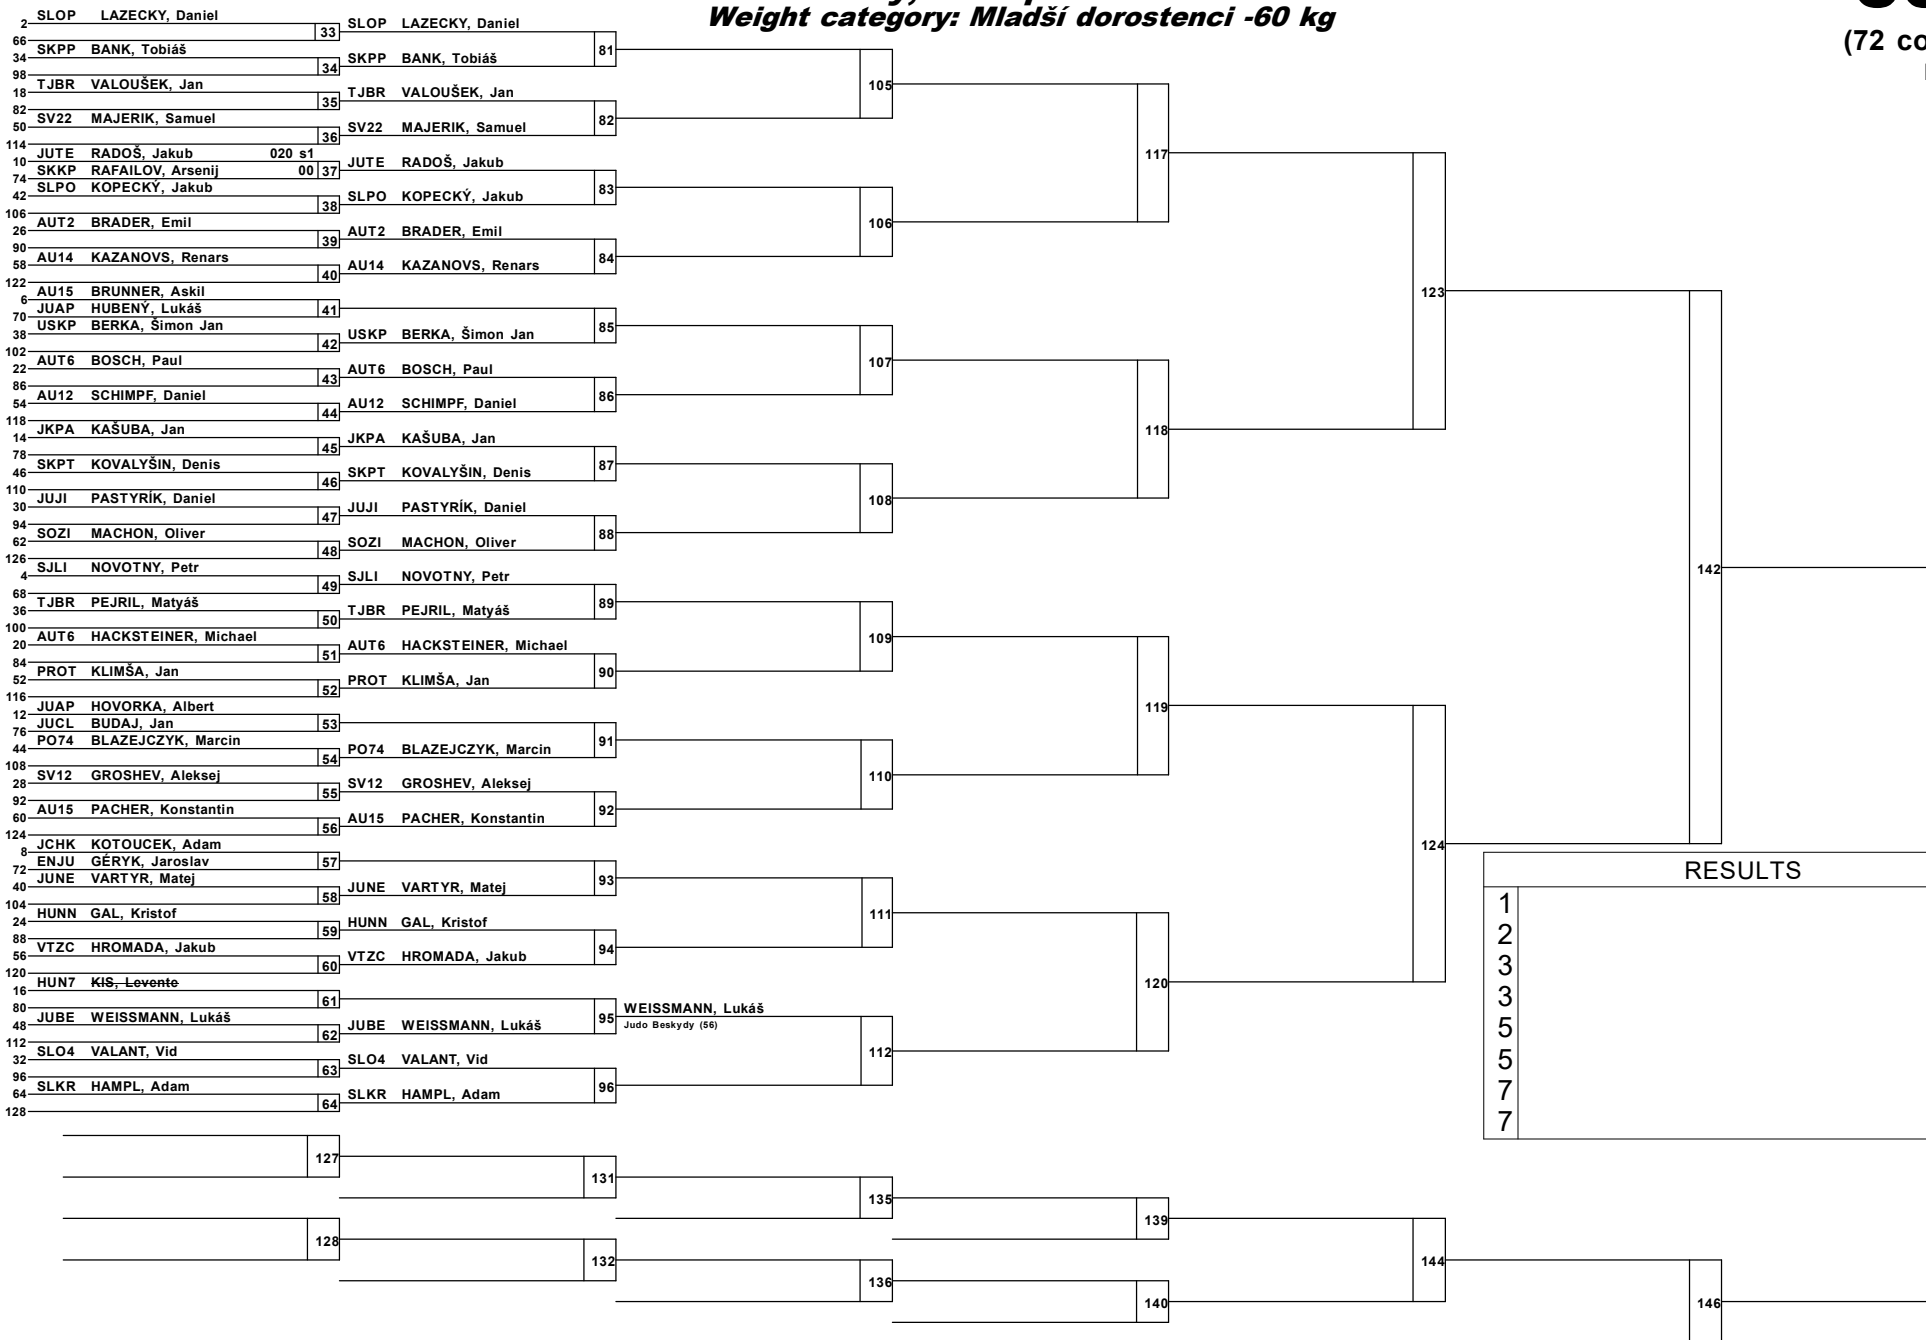 Weight category: Mladší dorostenci -60 kg
(72 co
2 SLOP LAZECKY, Daniel
66
33
34 SKPP BANK, Tobiáš
98
34
18 TJBR VALOUŠEK, Jan
82
35
50 SV22 MAJERIK, Samuel
114
36
10 JUTE RADOŠ, Jakub 020 s1
74 SKKP RAFAILOV, Arsenij 00
37
42 SLPO KOPECKÝ, Jakub
106
38
26 AUT2 BRADER, Emil
90
39
58 AU14 KAZANOVS, Renars
122
40
6 AU15 BRUNNER, Askil
70 JUAP HUBENÝ, Lukáš
41
38 USKP BERKA, Šimon Jan
102
42
22 AUT6 BOSCH, Paul
86
43
54 AU12 SCHIMPF, Daniel
118
44
14 JKPA KAŠUBA, Jan
78
45
46 SKPT KOVALYŠIN, Denis
110
46
30 JUJI PASTYRÍK, Daniel
94
47
62 SOZI MACHON, Oliver
126
48
4 SJLI NOVOTNY, Petr
68
49
36 TJBR PEJRIL, Matyáš
100
50
20 AUT6 HACKSTEINER, Michael
84
51
52 PROT KLIMŠA, Jan
116
52
12 JUAP HOVORKA, Albert
76 JUCL BUDAJ, Jan
53
44 PO74 BLAZEJCZYK, Marcin
108
54
28 SV12 GROSHEV, Aleksej
92
55
60 AU15 PACHER, Konstantin
124
56
8 JCHK KOTOUCEK, Adam
72 ENJU GÉRYK, Jaroslav
57
40 JUNE VARTYR, Matej
104
58
24 HUNN GAL, Kristof
88
59
56 VTZC HROMADA, Jakub
120
60
16 HUN7 KIS, Levente
80
61
48 JUBE WEISSMANN, Lukáš
112
62
32 SLO4 VALANT, Vid
96
63
64 SLKR HAMPL, Adam
128
64
SLOP LAZECKY, Daniel
SKPP BANK, Tobiáš
81
TJBR VALOUŠEK, Jan
SV22 MAJERIK, Samuel
82
JUTE RADOŠ, Jakub
SLPO KOPECKÝ, Jakub
83
AUT2 BRADER, Emil
AU14 KAZANOVS, Renars
84
USKP BERKA, Šimon Jan
85
AUT6 BOSCH, Paul
AU12 SCHIMPF, Daniel
86
JKPA KAŠUBA, Jan
SKPT KOVALYŠIN, Denis
87
JUJI PASTYRÍK, Daniel
SOZI MACHON, Oliver
88
SJLI NOVOTNY, Petr
TJBR PEJRIL, Matyáš
89
AUT6 HACKSTEINER, Michael
PROT KLIMŠA, Jan
90
PO74 BLAZEJCZYK, Marcin
91
SV12 GROSHEV, Aleksej
AU15 PACHER, Konstantin
92
JUNE VARTYR, Matej
93
HUNN GAL, Kristof
VTZC HROMADA, Jakub
94
JUBE WEISSMANN, Lukáš
95
SLO4 VALANT, Vid
SLKR HAMPL, Adam
96
WEISSMANN, Lukáš
Judo Beskydy (56)
105
106
107
108
109
110
111
112
117
118
119
120
123
124
142
RESULTS
1
2
3
3
5
5
7
7
127
128
131
132
135
136
139
140
144
146